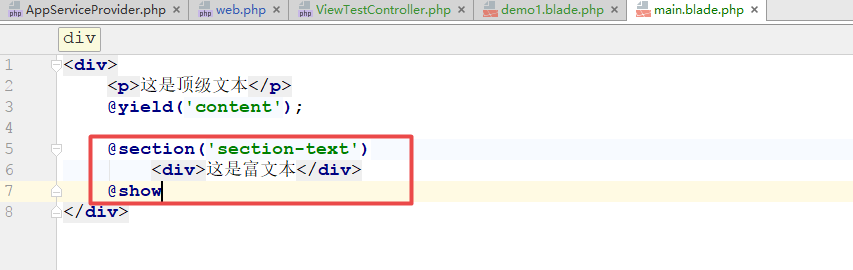 AppServiceProvider.php × web.php × ViewTestController.php × demo1.blade.php × main.blade.php ×
div
1 <div>
2 <p>这是顶级文本</p>
3 @yield('content');
4
5 @section('section-text')
6 <div>这是富文本</div>
7 @show
8 </div>